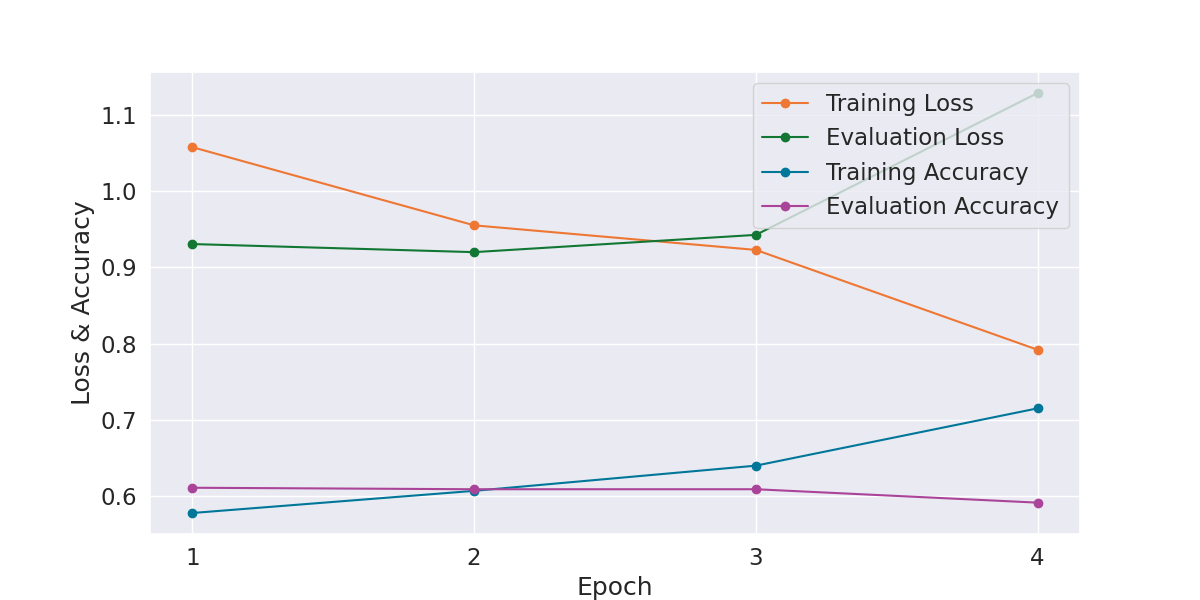 Loss & Accuracy
1.1
1.0
0.9
0.8
0.7
0.6
Training Loss
Evaluation Loss
Training Accuracy
Evaluation Accuracy
1 2 3 4
Epoch